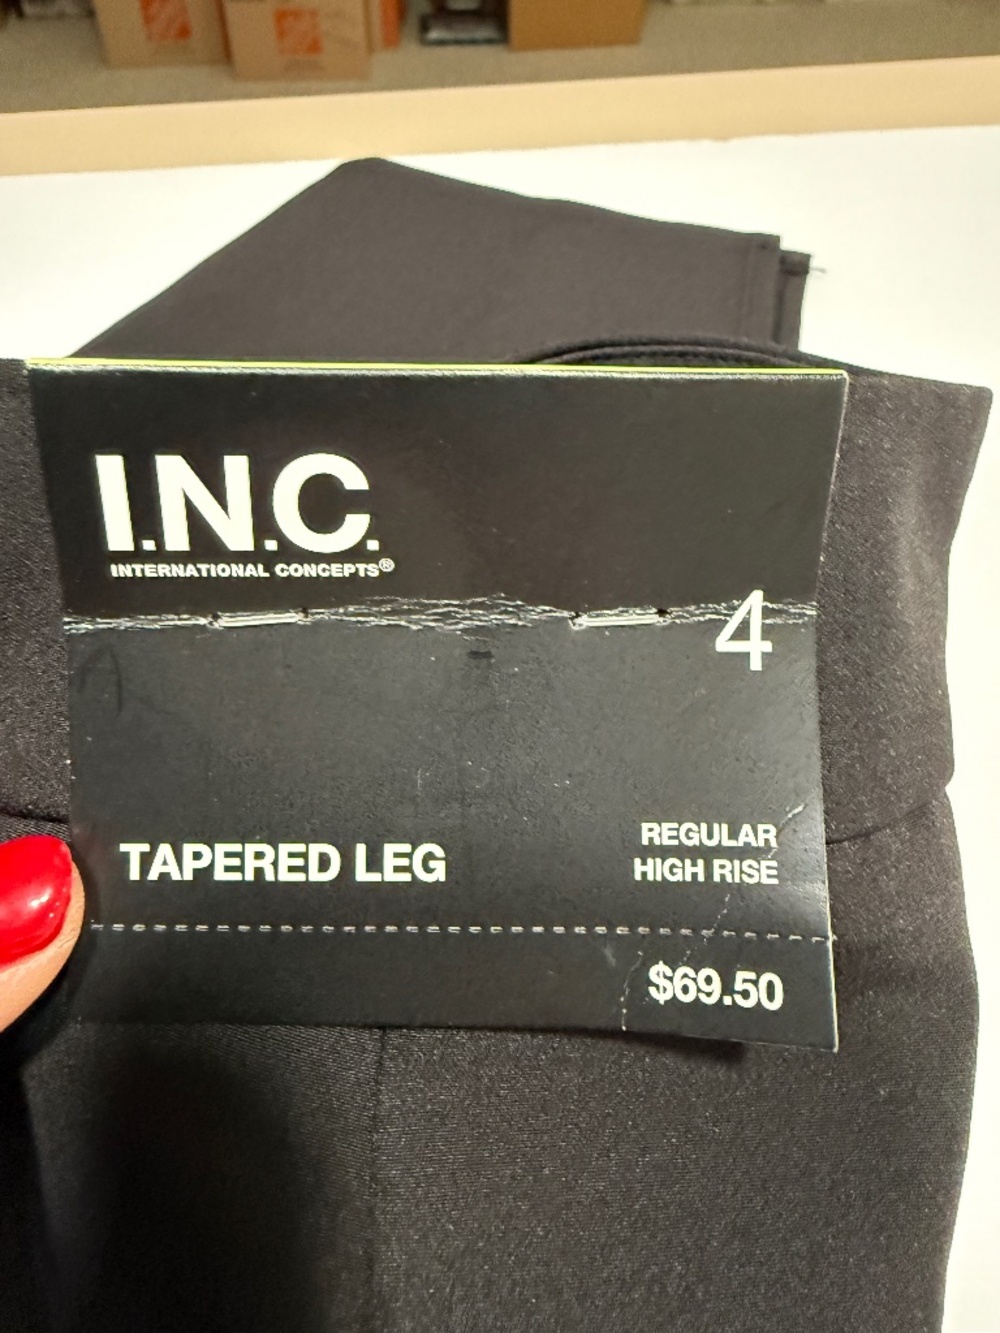 I.N.C.
INTERNATIONAL CONCEPTS®
4
TAPERED LEG
REGULAR
HIGH RISE
$69.50